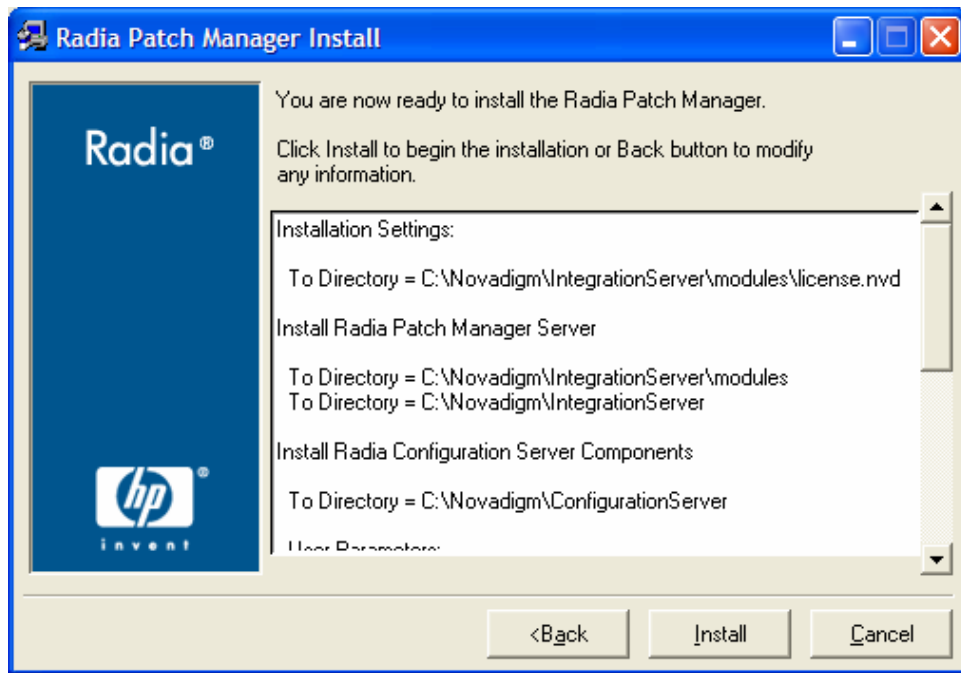 Radia Patch Manager Install
Radia®
You are now ready to install the Radia Patch Manager.
Click Install to begin the installation or Back button to modify
any information.
Installation Settings:
To Directory = C:\Novadigm\IntegrationServer\modules\license.nvd
Install Radia Patch Manager Server
To Directory = C:\Novadigm\IntegrationServer\modules
To Directory = C:\Novadigm\IntegrationServer
Install Radia Configuration Server Components
To Directory = C:\Novadigm\ConfigurationServer
User Parameters:
hp®
invent
<Back
Install
Cancel